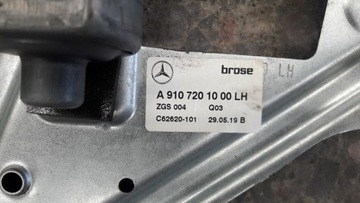 brose
LH
A 910 720 10 00 LH
ZGS 004 Q03
C62620-101 29.05.19 B